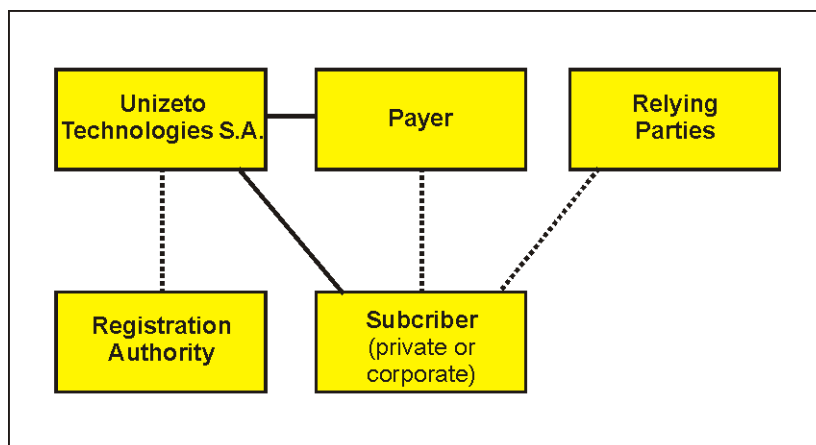 Unizeto
Technologies S.A.
Payer
Relying
Parties
Registration
Authority
Subcriber
(private or
corporate)